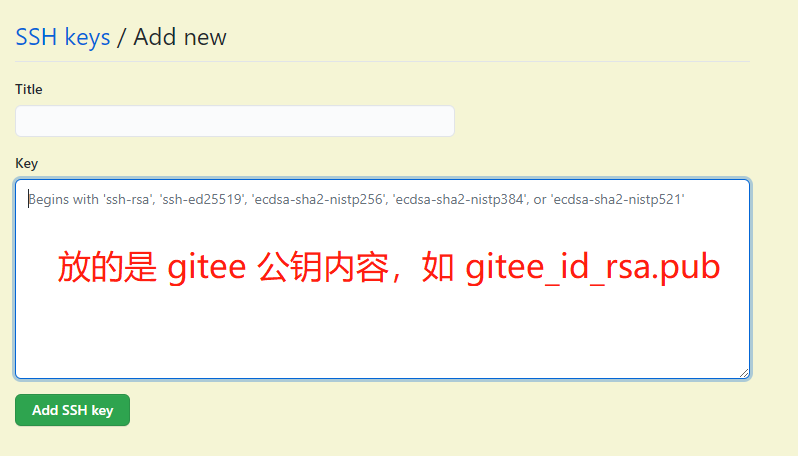 SSH keys / Add new
Title
Key
Begins with 'ssh-rsa', 'ssh-ed25519', 'ecdsa-sha2-nistp256', 'ecdsa-sha2-nistp384', or 'ecdsa-sha2-nistp521'
放的是 gitee 公钥内容，如 gitee_id_rsa.pub
Add SSH key